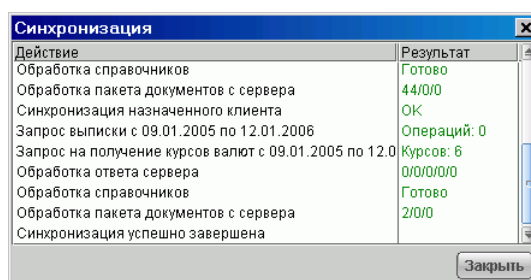 Синхронизация
Действие Результат
Обработка справочников Готово
Обработка пакета документов с сервера 44/0/0
Синхронизация назначенного клиента OK
Запрос выписки с 09.01.2005 по 12.01.2006 Операций: 0
Запрос на получение курсов валют с 09.01.2005 по 12.0 Курсов: 6
Обработка ответа сервера 0/0/0/0/0
Обработка справочников Готово
Обработка пакета документов с сервера 2/0/0
Синхронизация успешно завершена
Закрыть